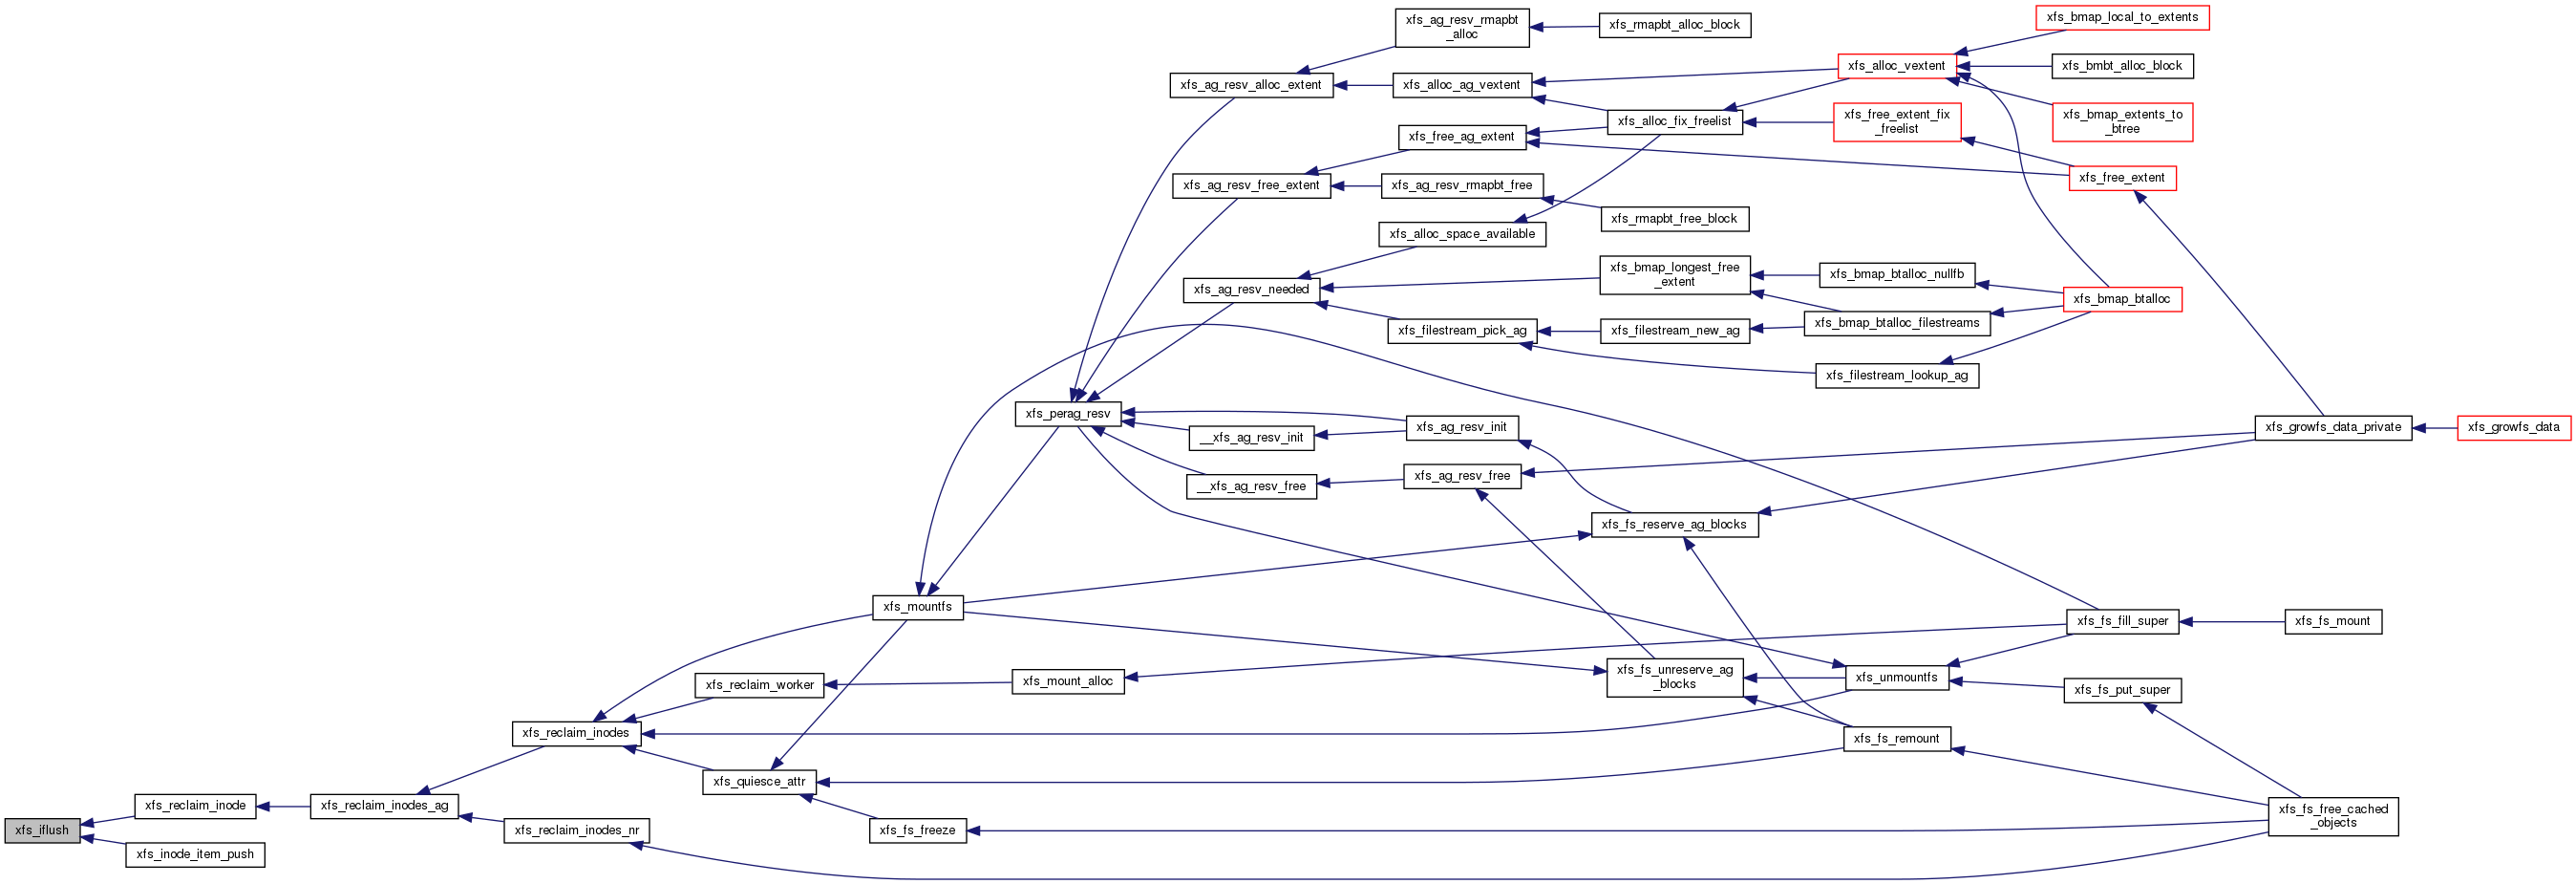 xfs_iflush
xfs_reclaim_inode
xfs_inode_item_push
xfs_reclaim_inodes_ag
xfs_reclaim_inodes
xfs_reclaim_inodes_nr
xfs_reclaim_worker
xfs_quiesce_attr
xfs_mountfs
xfs_fs_freeze
xfs_perag_resv
xfs_mount_alloc
xfs_ag_resv_alloc_extent
xfs_ag_resv_free_extent
xfs_ag_resv_needed
__xfs_ag_resv_init
__xfs_ag_resv_free
xfs_ag_resv_rmapbt
_alloc
xfs_alloc_ag_vextent
xfs_free_ag_extent
xfs_ag_resv_rmapbt_free
xfs_alloc_space_available
xfs_filestream_pick_ag
xfs_ag_resv_init
xfs_ag_resv_free
xfs_rmapbt_alloc_block
xfs_alloc_fix_freelist
xfs_rmapbt_free_block
xfs_bmap_longest_free
_extent
xfs_filestream_new_ag
xfs_fs_reserve_ag_blocks
xfs_fs_unreserve_ag
_blocks
xfs_alloc_vextent
xfs_free_extent_fix
_freelist
xfs_bmap_btalloc_nullfb
xfs_bmap_btalloc_filestreams
xfs_filestream_lookup_ag
xfs_unmountfs
xfs_fs_remount
xfs_bmap_local_to_extents
xfs_bmbt_alloc_block
xfs_bmap_extents_to
_btree
xfs_free_extent
xfs_bmap_btalloc
xfs_fs_fill_super
xfs_fs_put_super
xfs_growfs_data_private
xfs_fs_mount
xfs_fs_free_cached
_objects
xfs_growfs_data